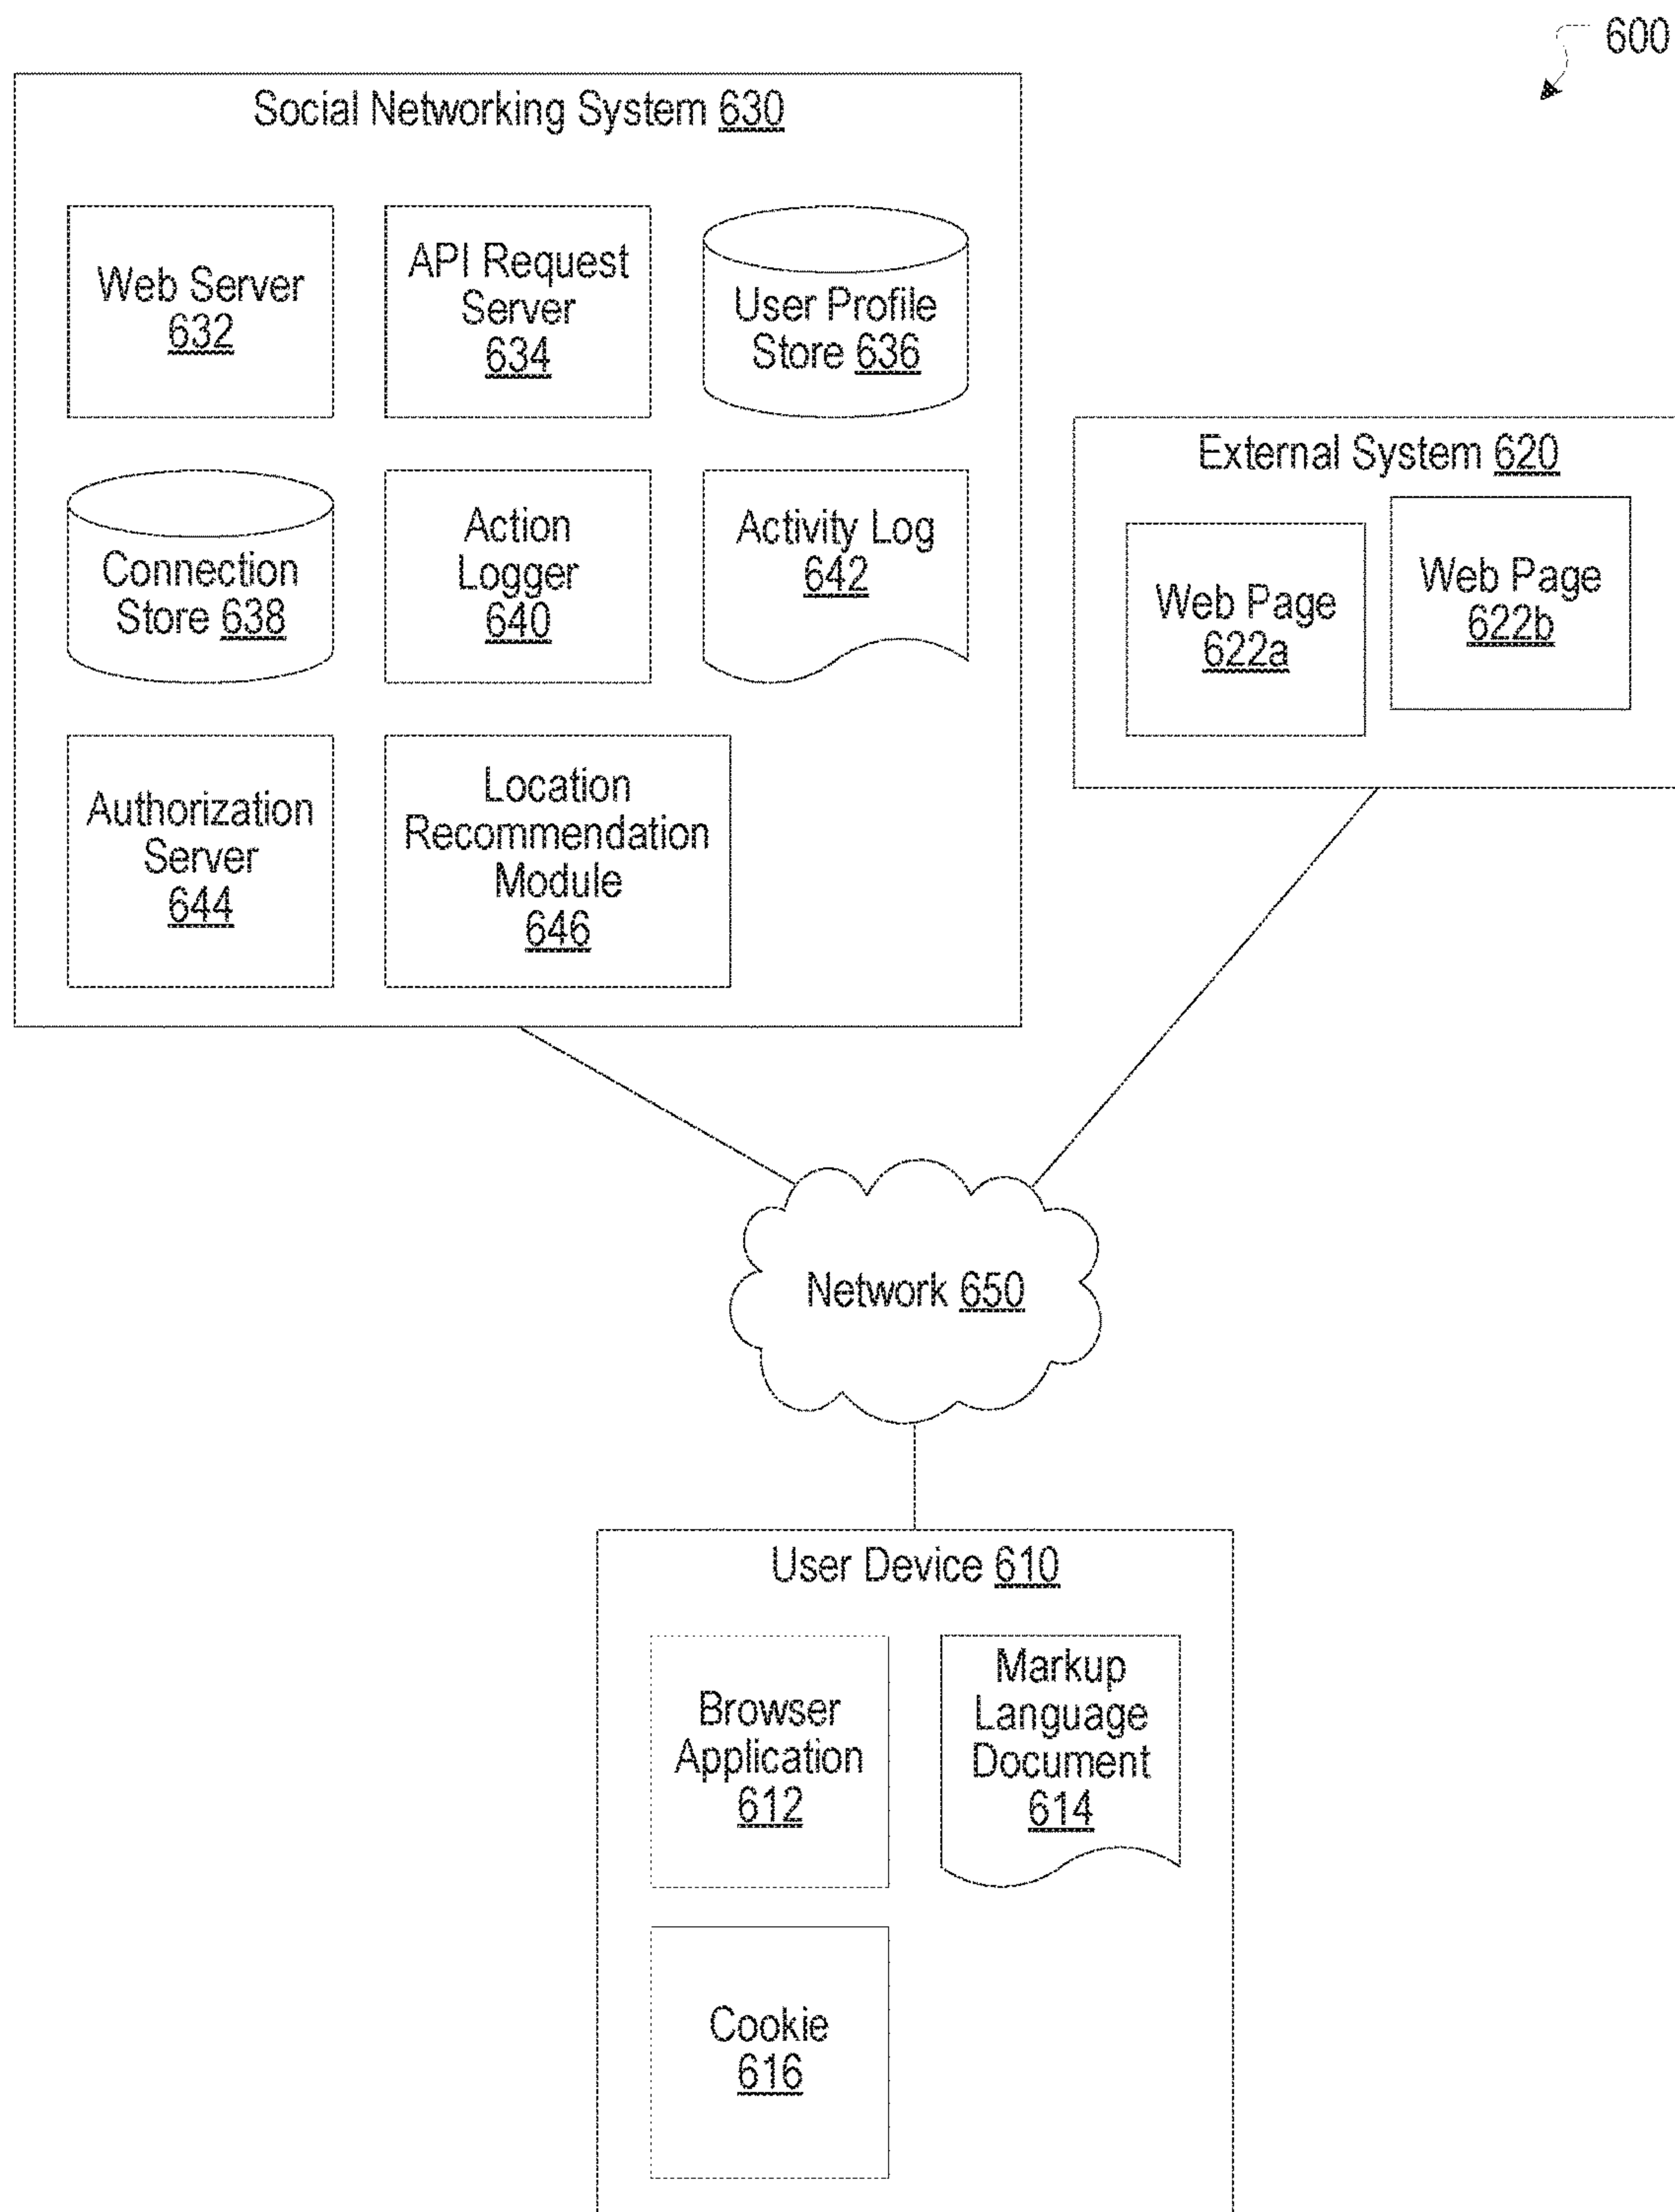 600
Social Networking System 630
Web Server
632
API Request
Server
634
User Profile
Store 636
Connection
Store 638
Action
Logger
640
Activity Log
642
Authorization
Server
644
Location
Recommendation
Module
646
External System 620
Web Page
622a
Web Page
622b
Network 650
User Device 610
Browser
Application
612
Markup
Language
Document
614
Cookie
616